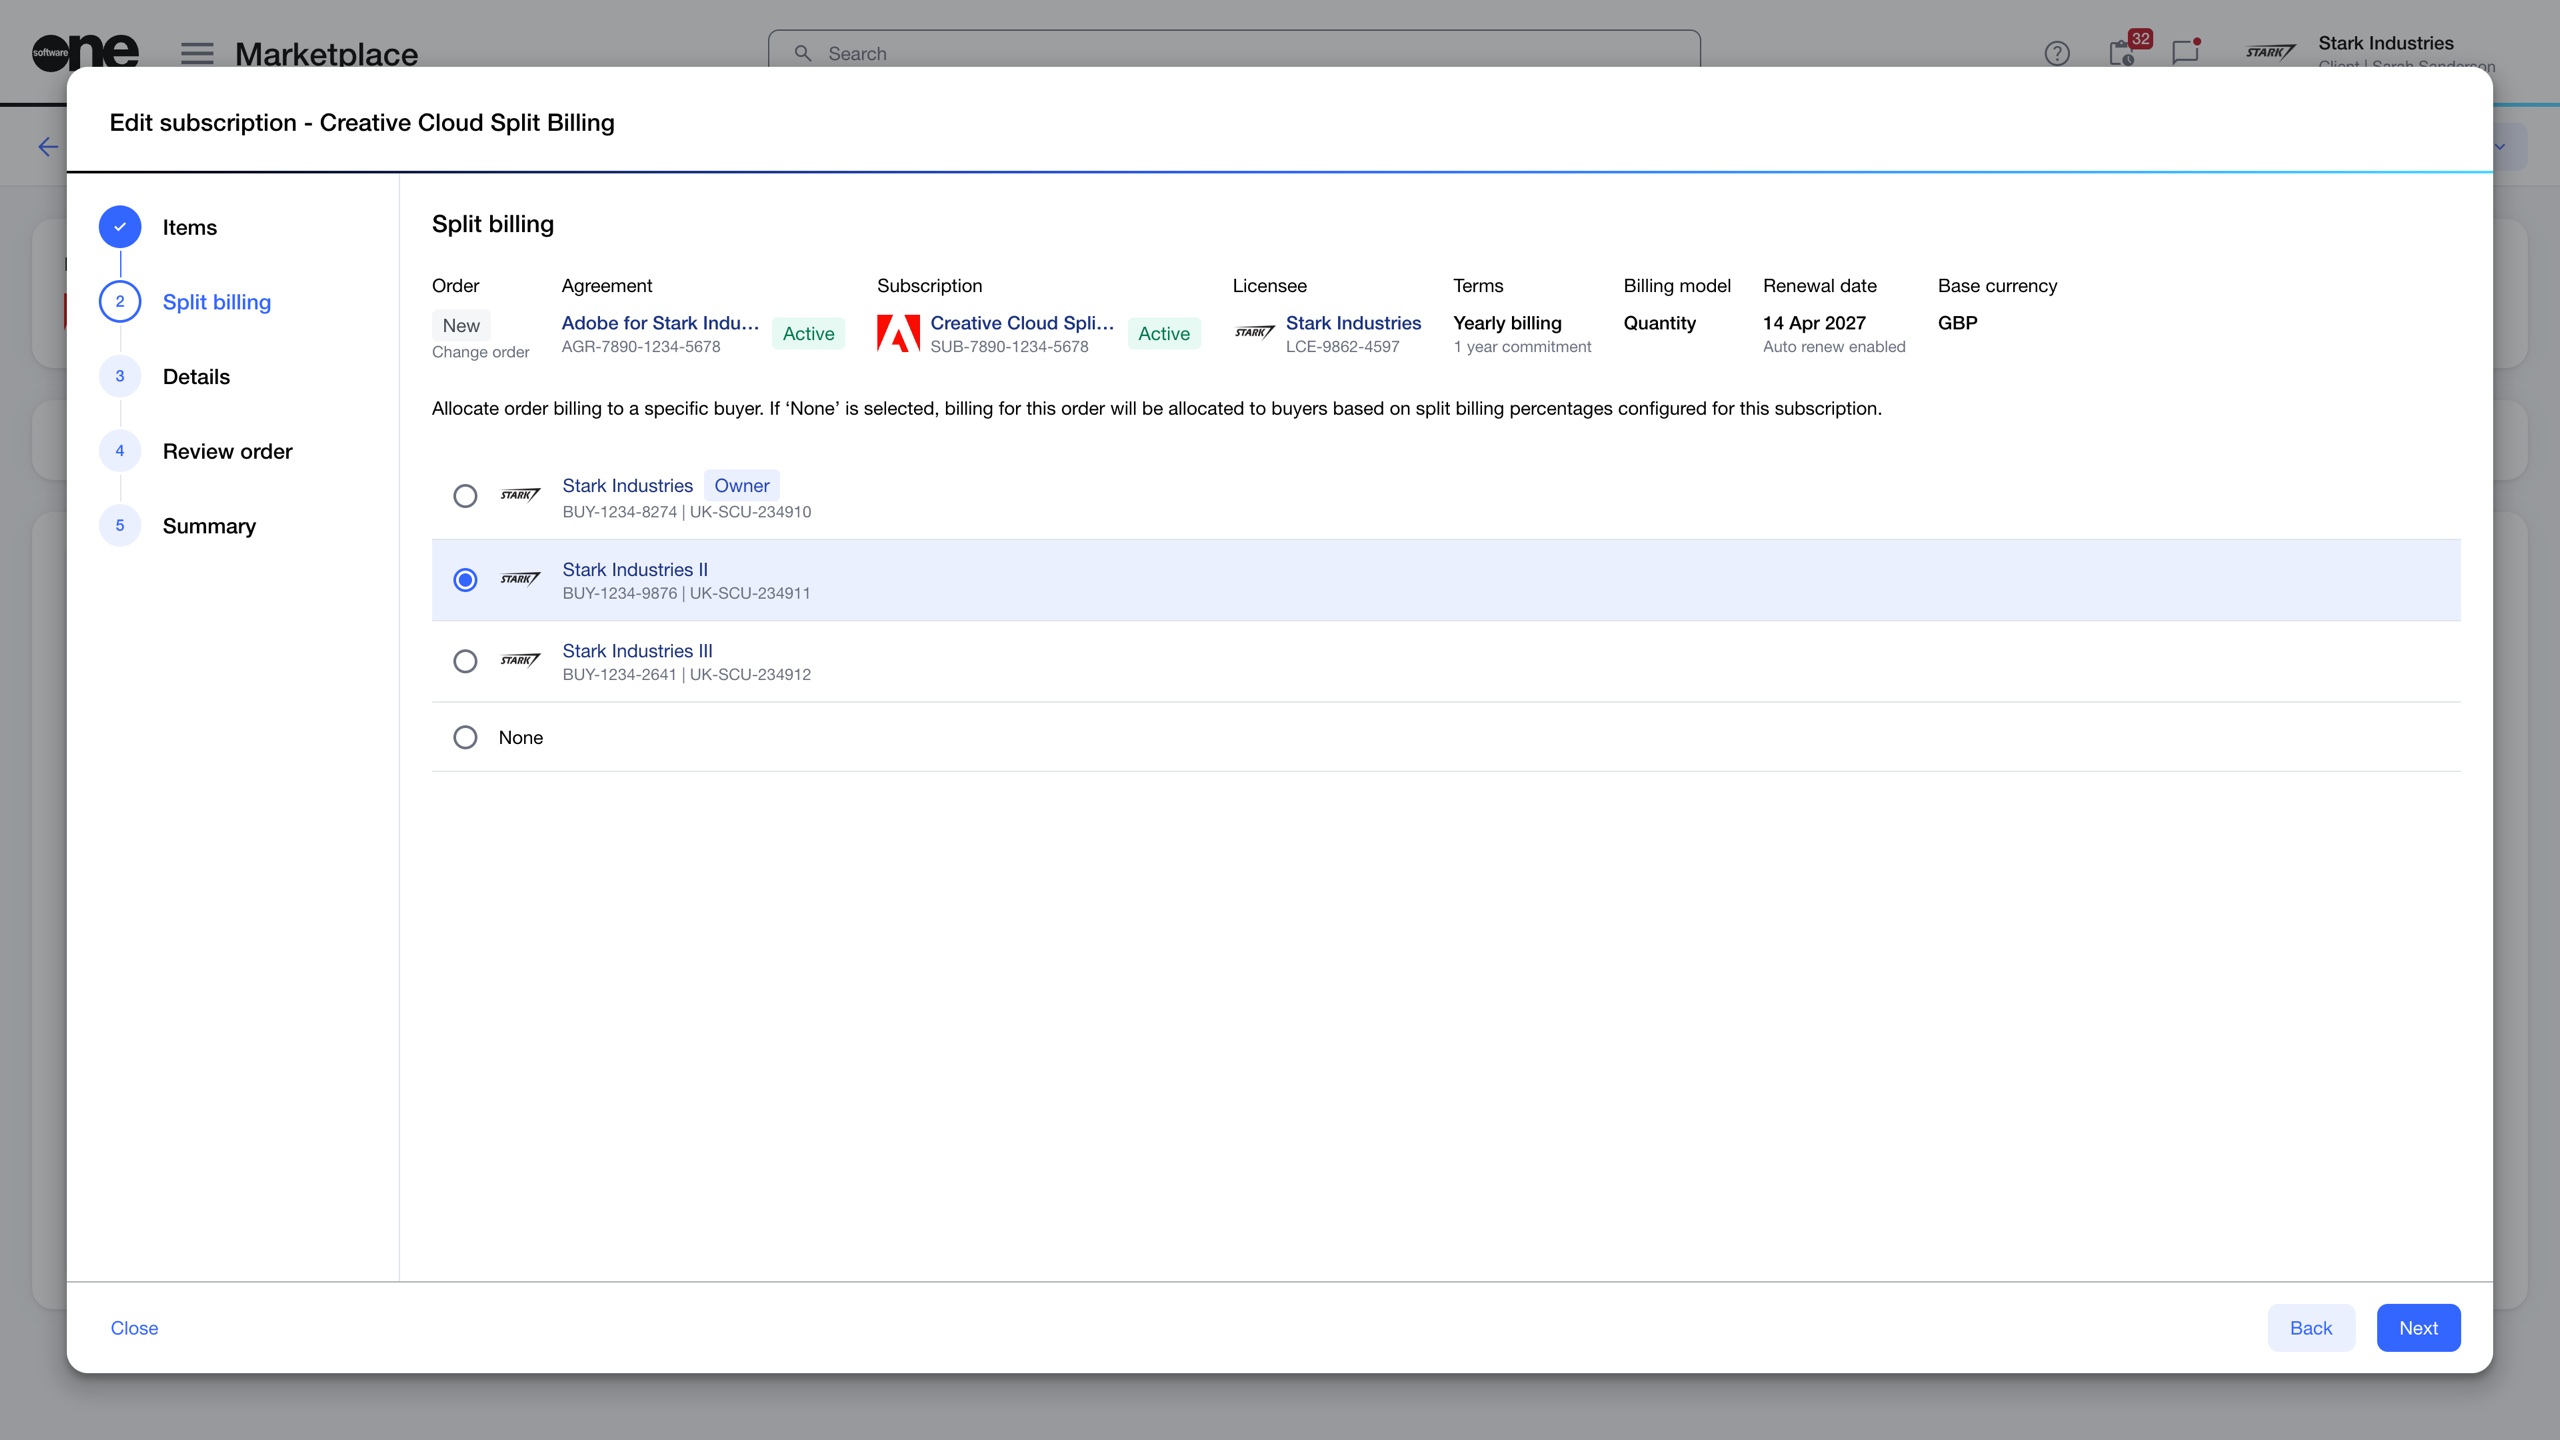 software one
Marketplace
Search
32
STARK
Stark Industries
Client | Sarah Sanderson
Edit subscription - Creative Cloud Split Billing
Items
2
Split billing
3
Details
4
Review order
5
Summary
Split billing
Order
New
Change order
Agreement
Adobe for Stark Indu...
AGR-7890-1234-5678
Active
Subscription
Creative Cloud Spli...
SUB-7890-1234-5678
Active
Licensee
STARK
Stark Industries
LCE-9862-4597
Terms
Yearly billing
1 year commitment
Billing model
Quantity
Renewal date
14 Apr 2027
Auto renew enabled
Base currency
GBP
Allocate order billing to a specific buyer. If ‘None’ is selected, billing for this order will be allocated to buyers based on split billing percentages configured for this subscription.
STARK
Stark Industries Owner
BUY-1234-8274 | UK-SCU-234910
STARK
Stark Industries II
BUY-1234-9876 | UK-SCU-234911
STARK
Stark Industries III
BUY-1234-2641 | UK-SCU-234912
None
Close
Back
Next